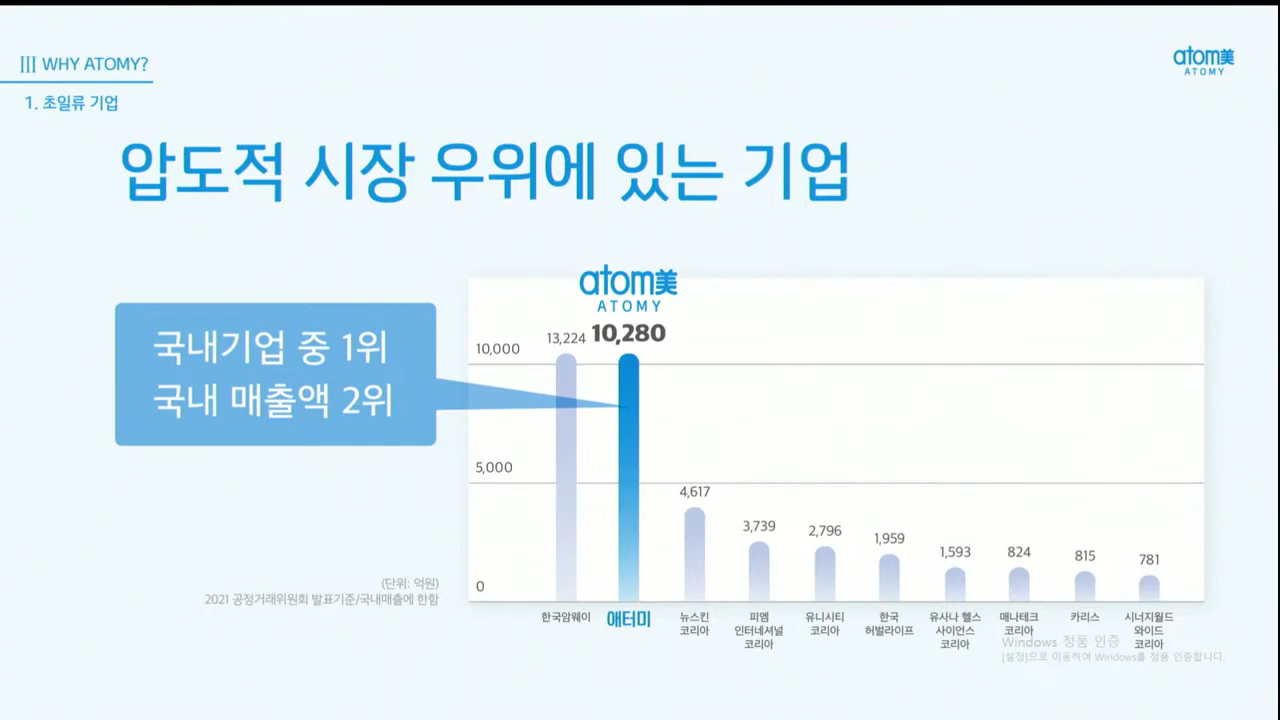 III WHY ATOMY?
atom美
ATOMY
1. 초일류 기업
압도적 시장 우위에 있는 기업
atom美
ATOMY
국내기업 중 1위
국내 매출액 2위
13,224
10,280
10,000
5,000
4,617
3,739
2,796
1,959
1,593
824
815
781
0
(단위: 억원)
2021 공정거래위원회 발표기준/국내매출에 한함
한국암웨이
애터미
뉴스킨
코리아
피엠
인터네셔널
코리아
유니시티
코리아
한국
허벌라이프
유사나 헬스
사이언스
코리아
매나테크
코리아
카리스
시너지월드
와이드
코리아
Windows 정품 인증
[설정]으로 이동하여 Windows를 정품 인증합니다.